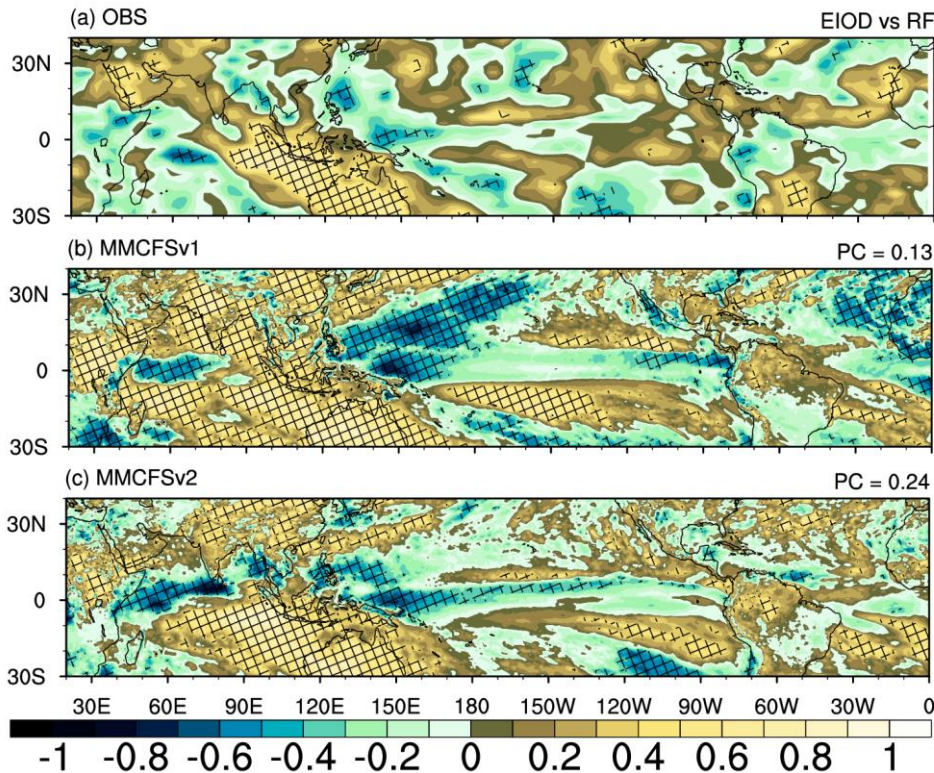 (a) OBS EIOD vs RF
30N
0
30S
(b) MMCFSv1 PC = 0.13
30N
0
30S
(c) MMCFSv2 PC = 0.24
30N
0
30S
30E 60E 90E 120E 150E 180 150W 120W 90W 60W 30W 0
-1 -0.8 -0.6 -0.4 -0.2 0 0.2 0.4 0.6 0.8 1